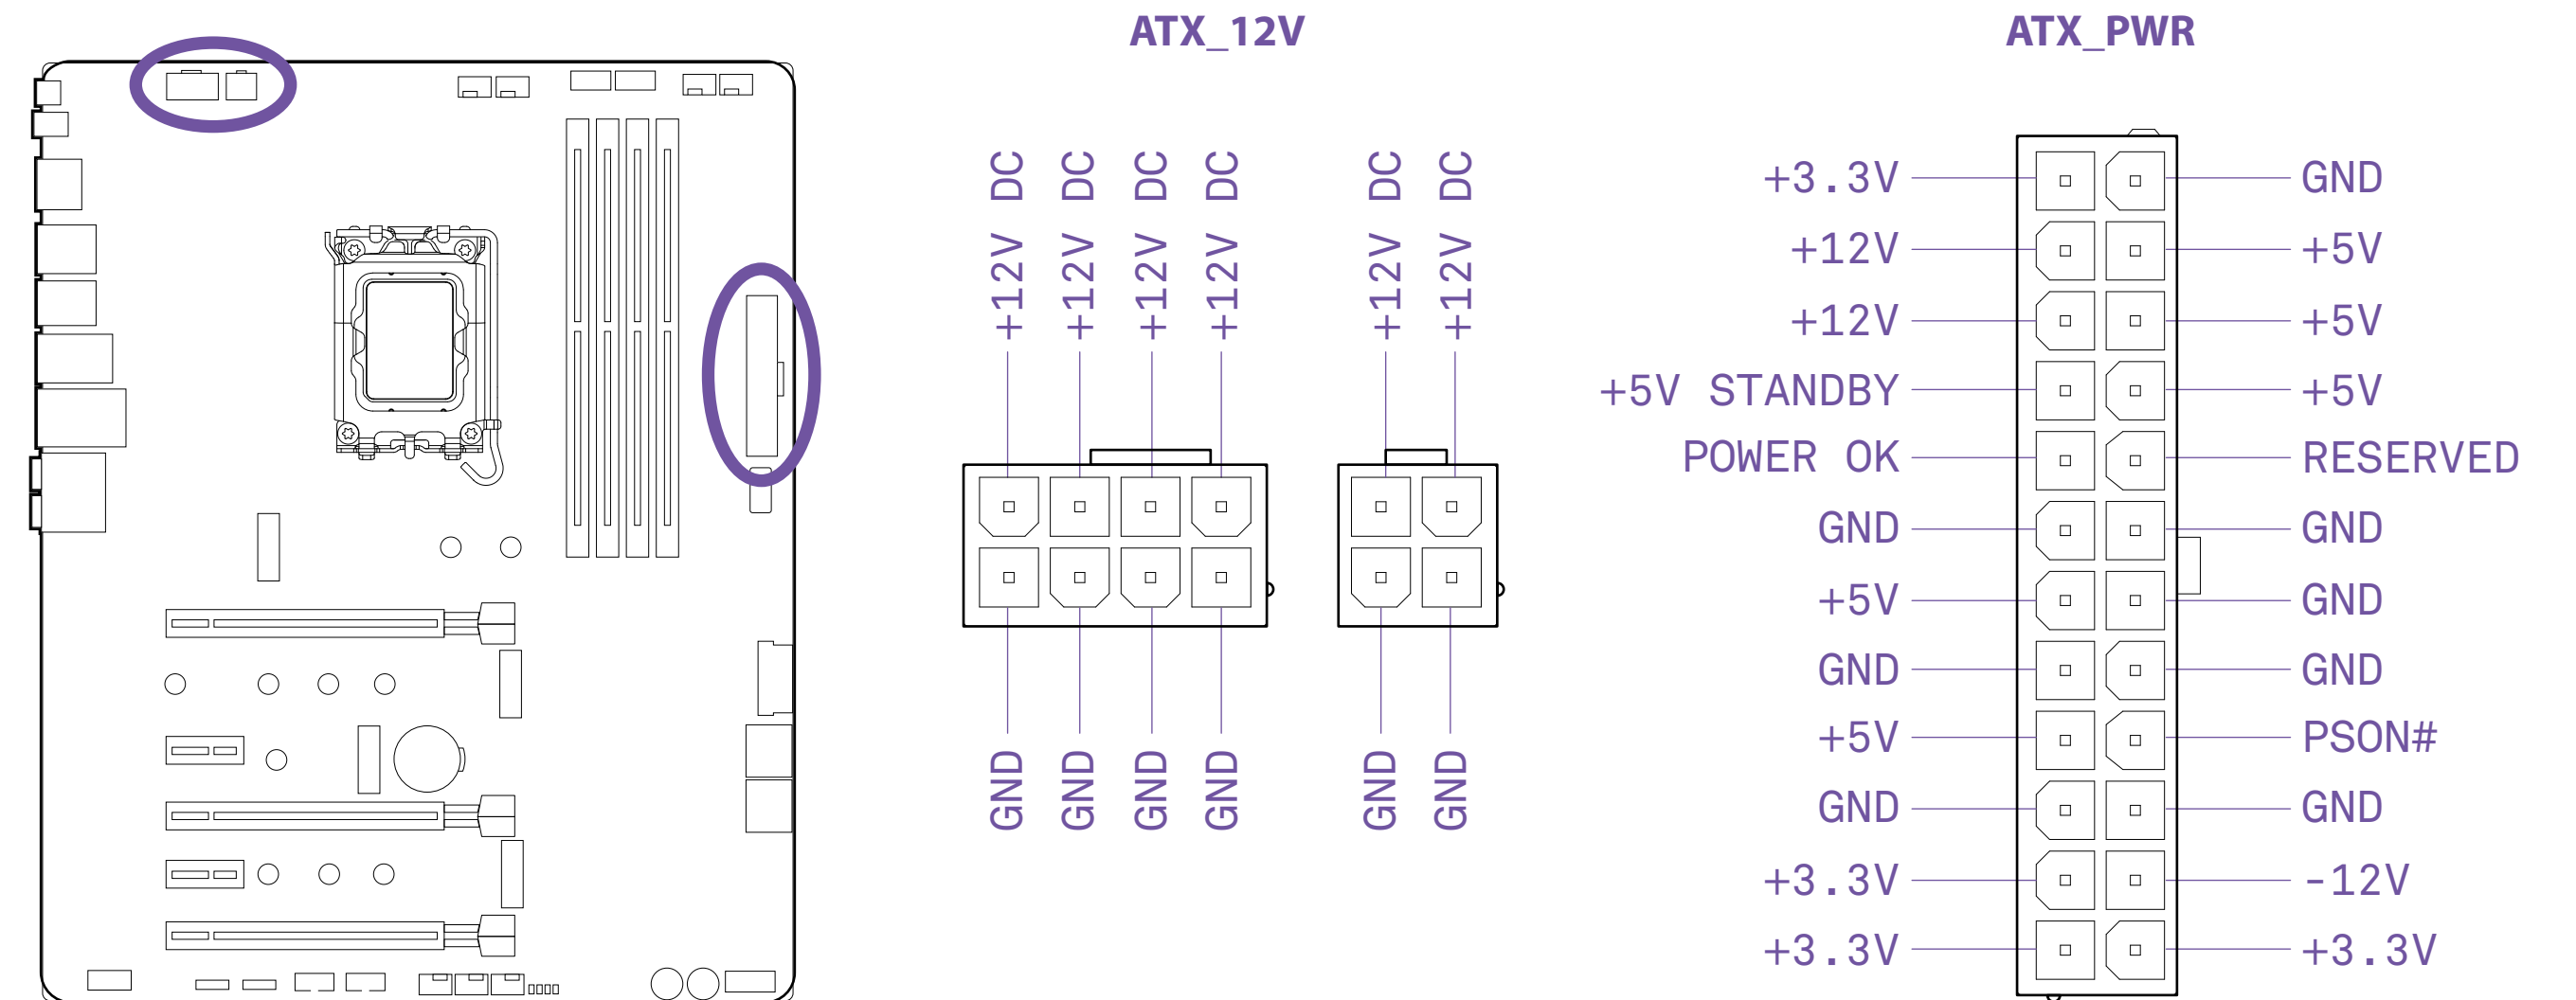 ATX_12V
+12V DC
+12V DC
+12V DC
+12V DC
+12V DC
+12V DC
GND
GND
GND
GND
GND
GND
ATX_PWR
+3.3V GND
+12V +5V
+12V +5V
+5V STANDBY +5V
POWER OK RESERVED
GND GND
+5V GND
GND GND
+5V PSON#
GND GND
+3.3V -12V
+3.3V +3.3V